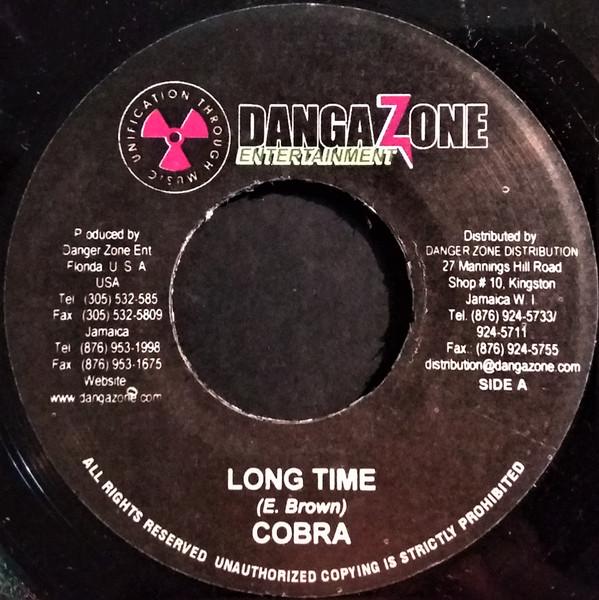 UNIFICATION THROUGH MUSIC
DANGAZONE
ENTERTAINMENT
P oduced by
Danger Zone Ent
Florida U S A
USA
Tel (305) 532-585
Fax (305) 532-5809
Jamaica
Tel (876) 953-1998
Fax (876) 953-1675
Website
www dangazone com
Distributed by
DANGER ZONE DISTRIBUTION
27 Mannings Hill Road
Shop # 10, Kingston
Jamaica W. I.
Tel. (876) 924-5733/
924-5711
Fax.: (876) 924-5755
distribution@dangazone.com
SIDE A
LONG TIME
(E. Brown)
COBRA
ALL RIGHTS RESERVED UNAUTHORIZED COPYING IS STRICTLY PROHIBITED